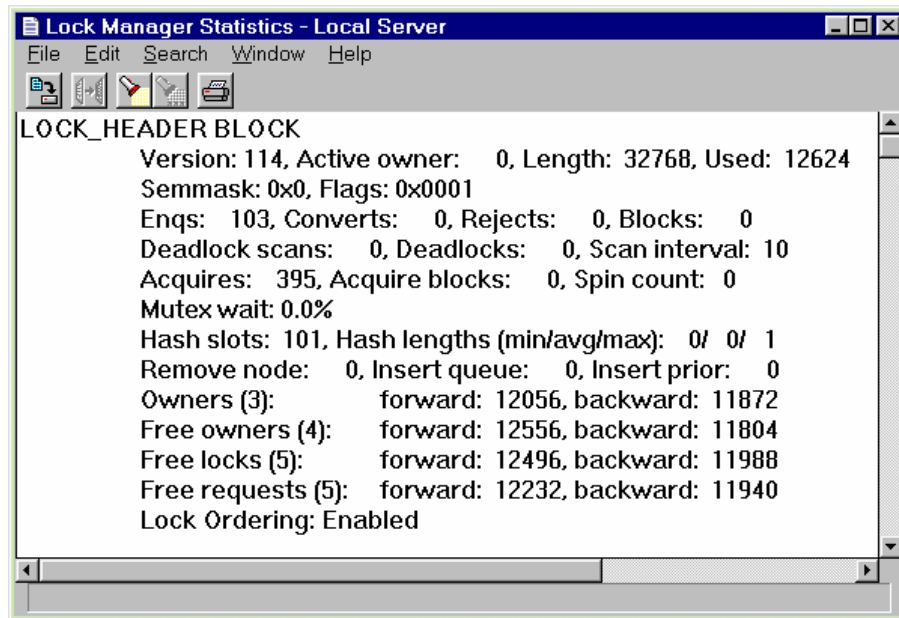 Lock Manager Statistics - Local Server
File Edit Search Window Help
LOCK_HEADER BLOCK
Version: 114, Active owner: 0, Length: 32768, Used: 12624
Semmask: 0x0, Flags: 0x0001
Enqs: 103, Converts: 0, Rejects: 0, Blocks: 0
Deadlock scans: 0, Deadlocks: 0, Scan interval: 10
Acquires: 395, Acquire blocks: 0, Spin count: 0
Mutex wait: 0.0%
Hash slots: 101, Hash lengths (min/avg/max): 0/ 0/ 1
Remove node: 0, Insert queue: 0, Insert prior: 0
Owners (3): forward: 12056, backward: 11872
Free owners (4): forward: 12556, backward: 11804
Free locks (5): forward: 12496, backward: 11988
Free requests (5): forward: 12232, backward: 11940
Lock Ordering: Enabled